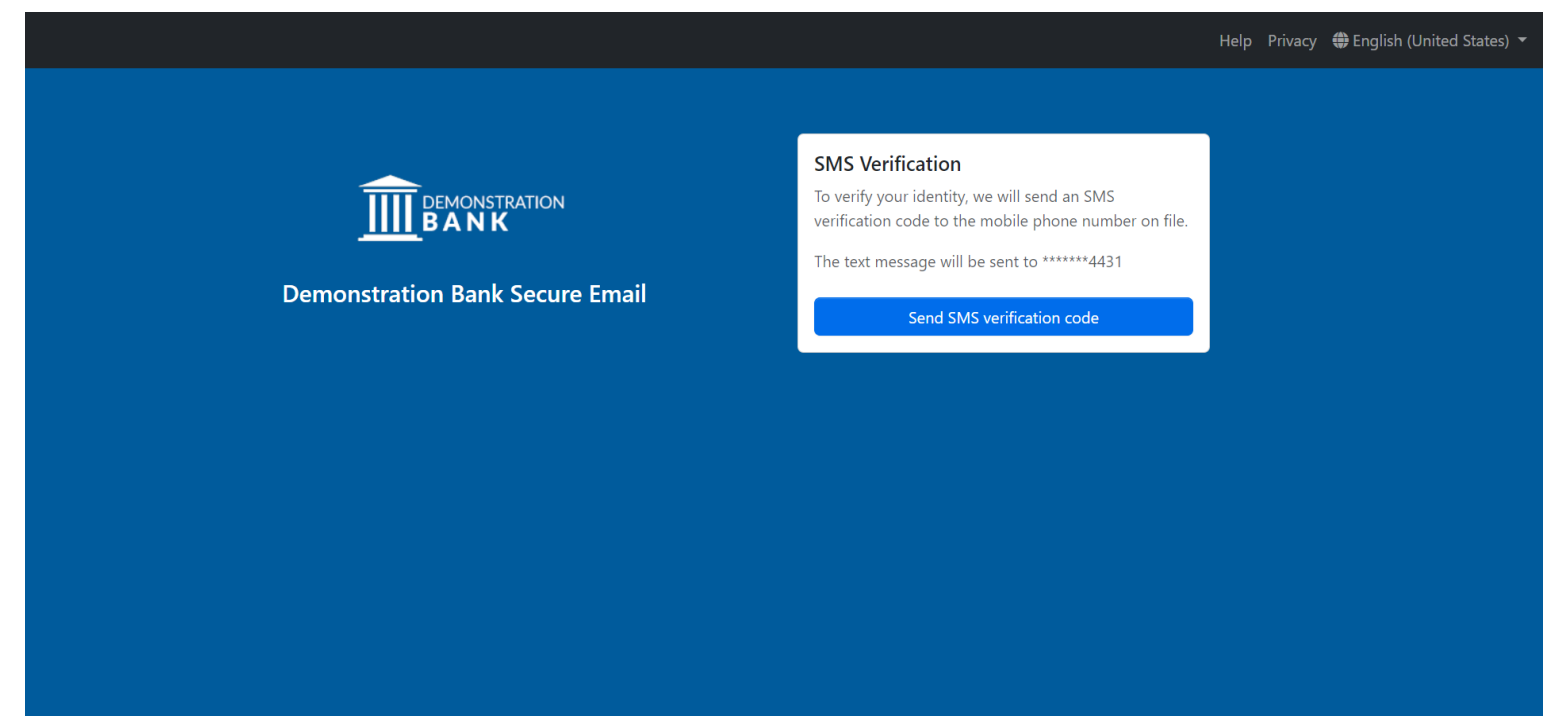 Help Privacy English (United States)
DEMONSTRATION
BANK
Demonstration Bank Secure Email
SMS Verification
To verify your identity, we will send an SMS
verification code to the mobile phone number on file.
The text message will be sent to *******4431
Send SMS verification code